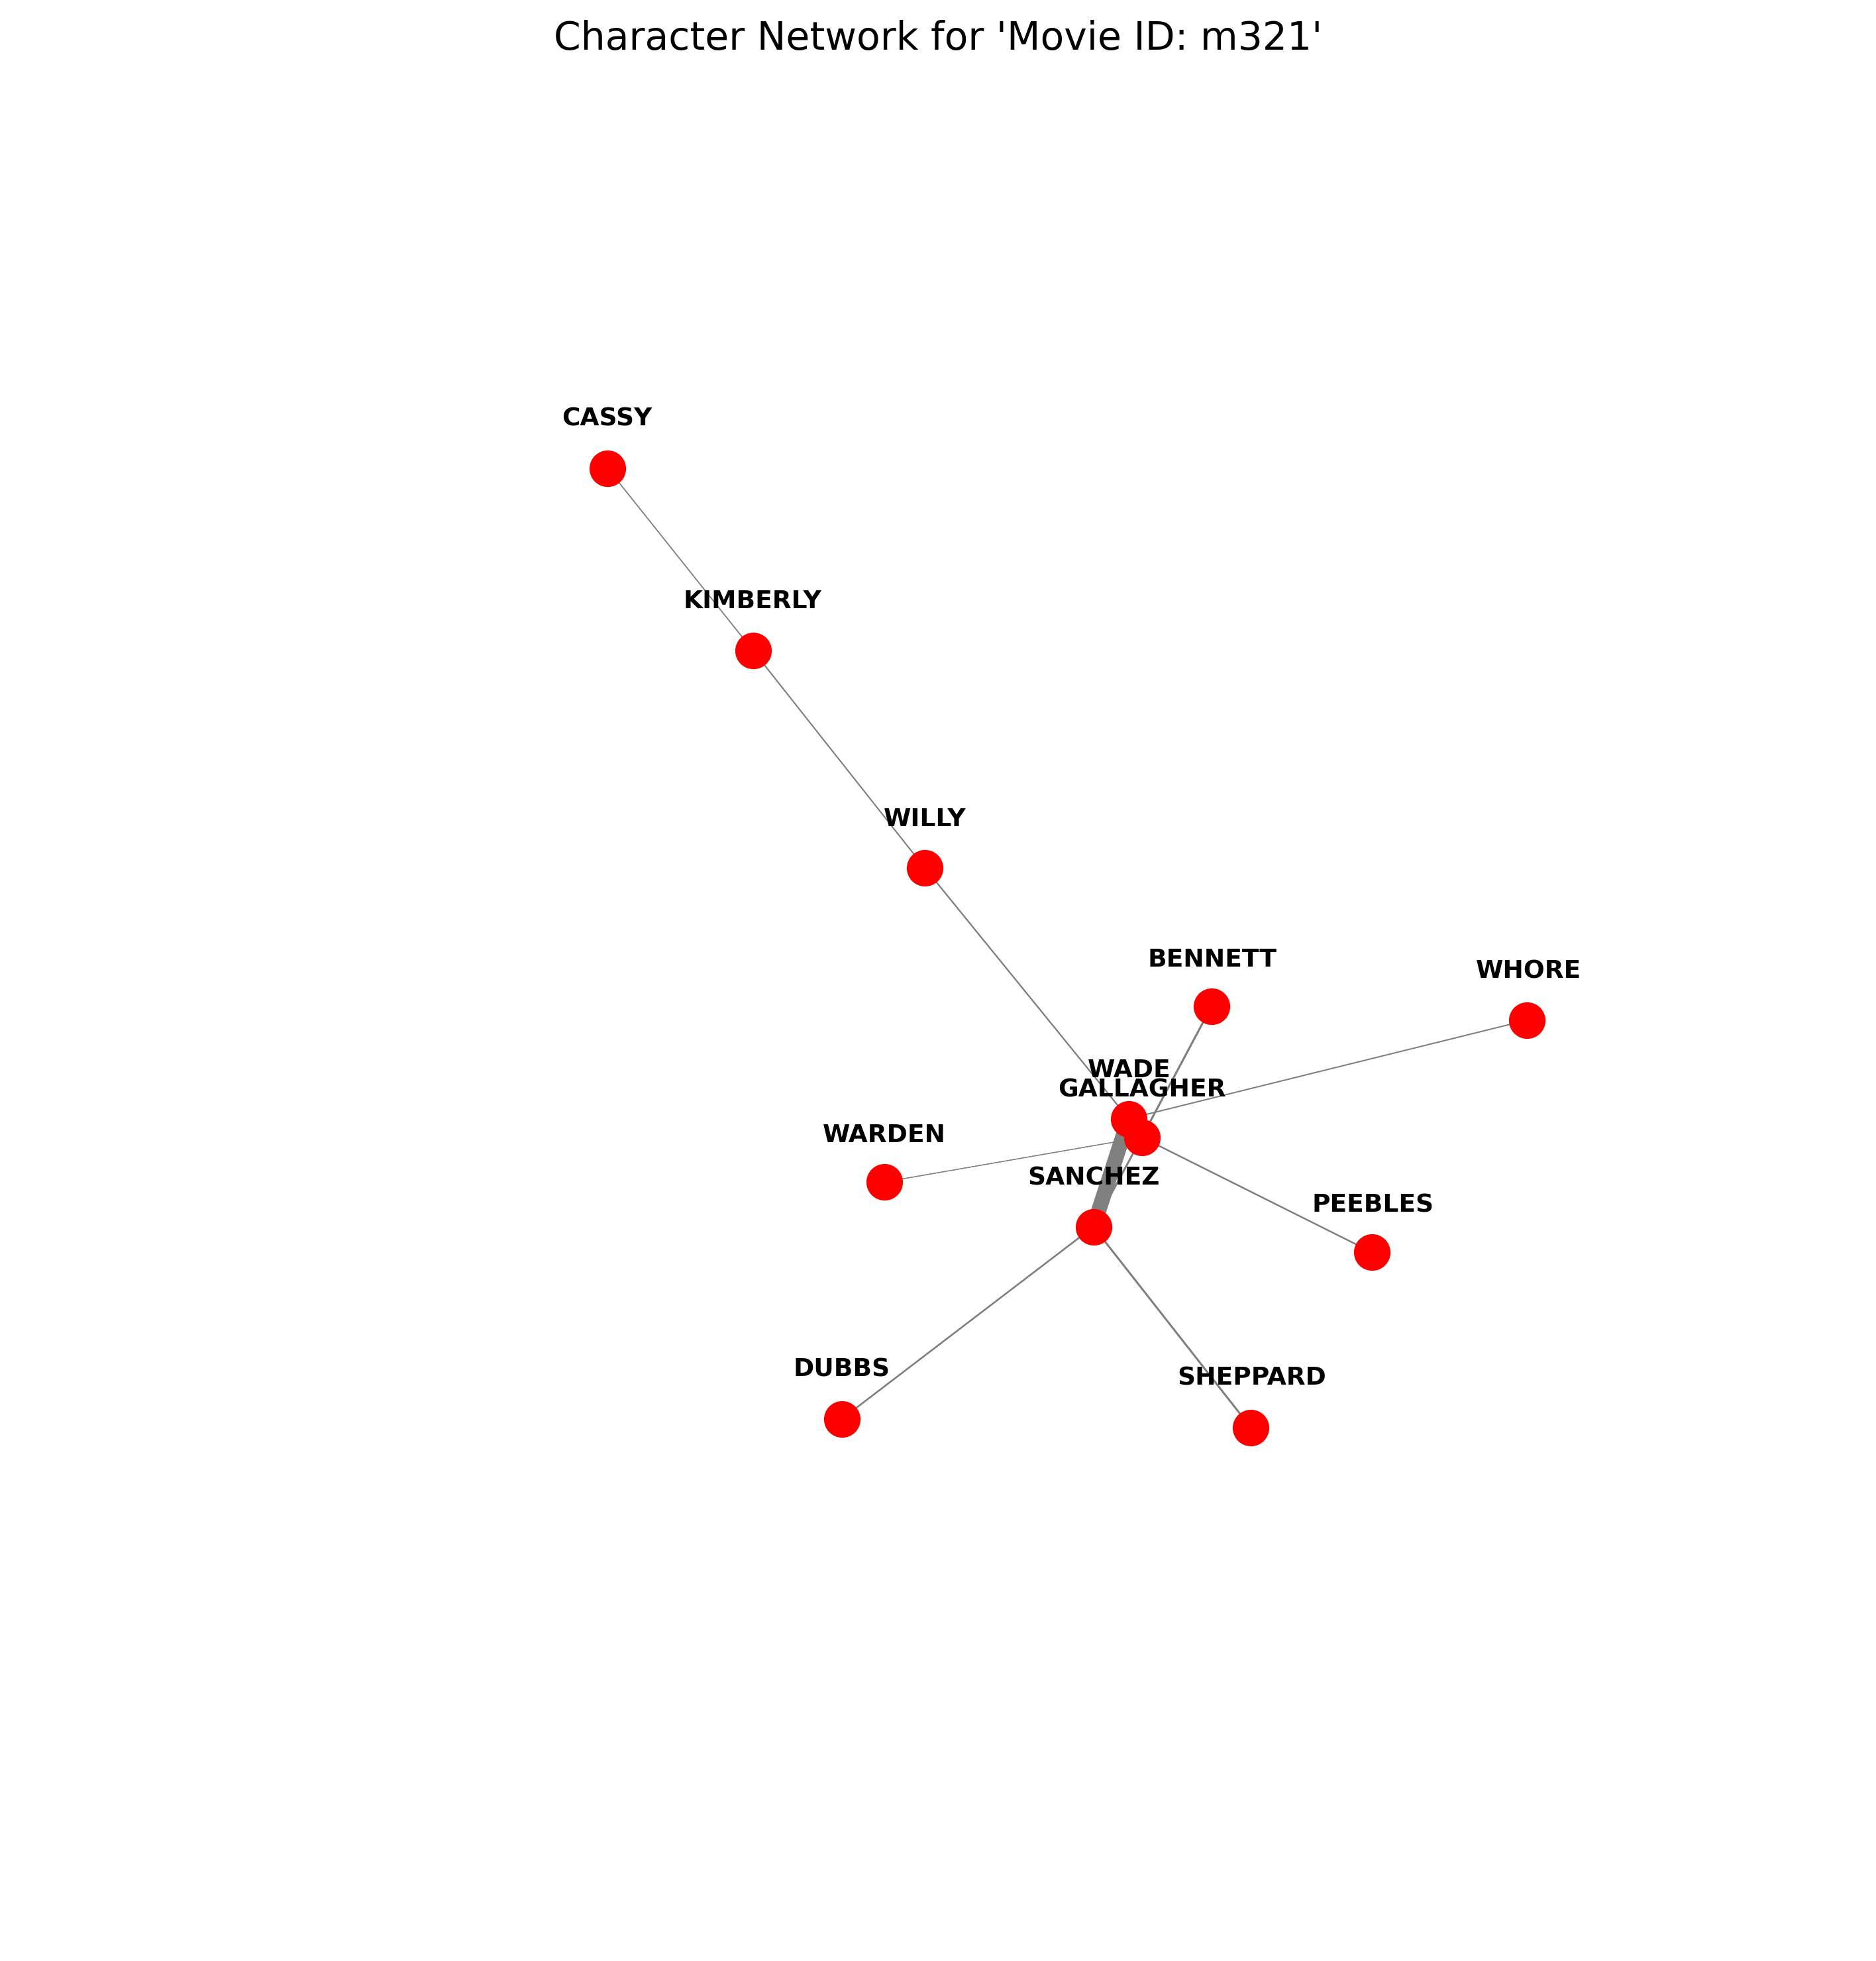 Character Network for 'Movie ID: m321'
CASSY
KIMBERLY
WILLY
BENNETT
WHORE
WADE
GALLAGHER
WARDEN
SANCHEZ
PEEBLES
DUBBS
SHEPPARD